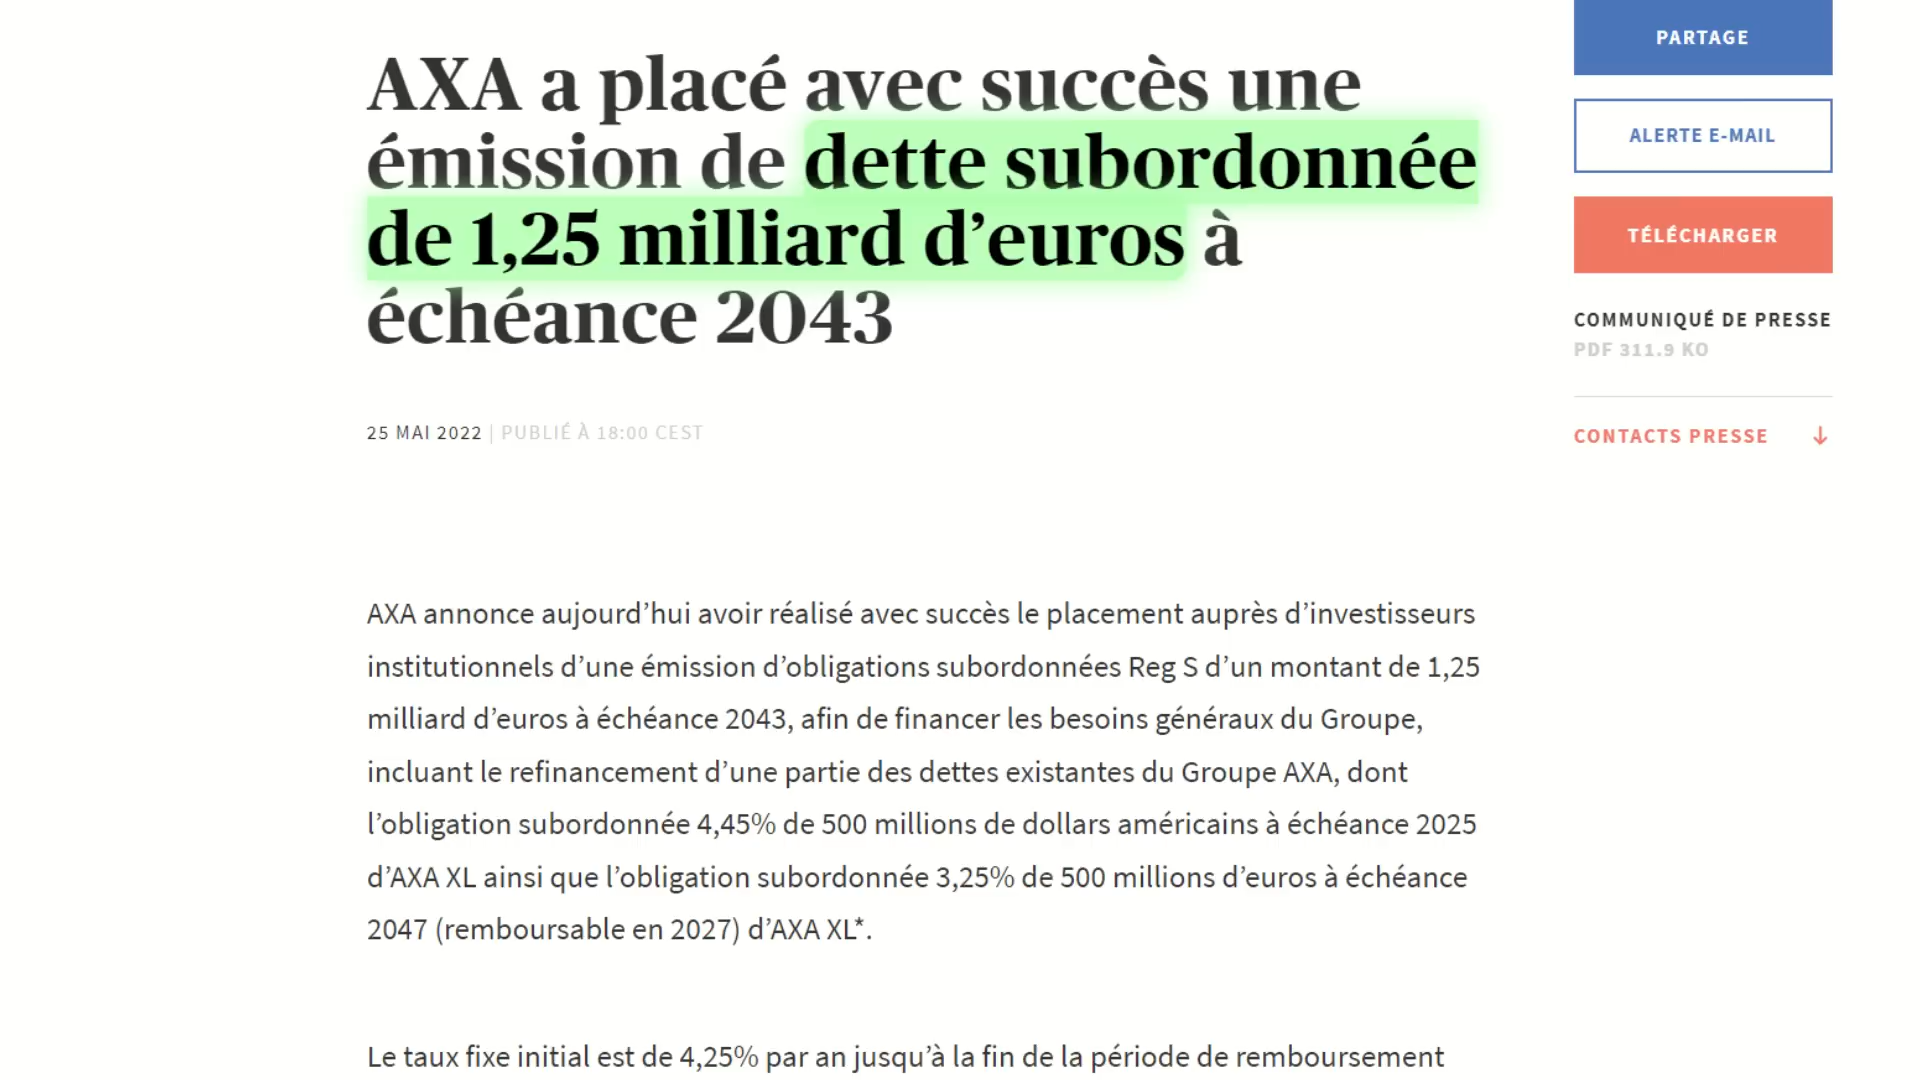 AXA a placé avec succès une
émission de dette subordonnée
de 1,25 milliard d’euros à
échéance 2043
25 MAI 2022 | PUBLIÉ À 18:00 CEST
AXA annonce aujourd’hui avoir réalisé avec succès le placement auprès d’investisseurs
institutionnels d’une émission d’obligations subordonnées Reg S d’un montant de 1,25
milliard d’euros à échéance 2043, afin de financer les besoins généraux du Groupe,
incluant le refinancement d’une partie des dettes existantes du Groupe AXA, dont
l’obligation subordonnée 4,45% de 500 millions de dollars américains à échéance 2025
d’AXA XL ainsi que l’obligation subordonnée 3,25% de 500 millions d’euros à échéance
2047 (remboursable en 2027) d’AXA XL*.
Le taux fixe initial est de 4,25% par an jusqu’à la fin de la période de remboursement
PARTAGE
ALERTE E-MAIL
TÉLÉCHARGER
COMMUNIQUÉ DE PRESSE
PDF 311.9 KO
CONTACTS PRESSE ↓